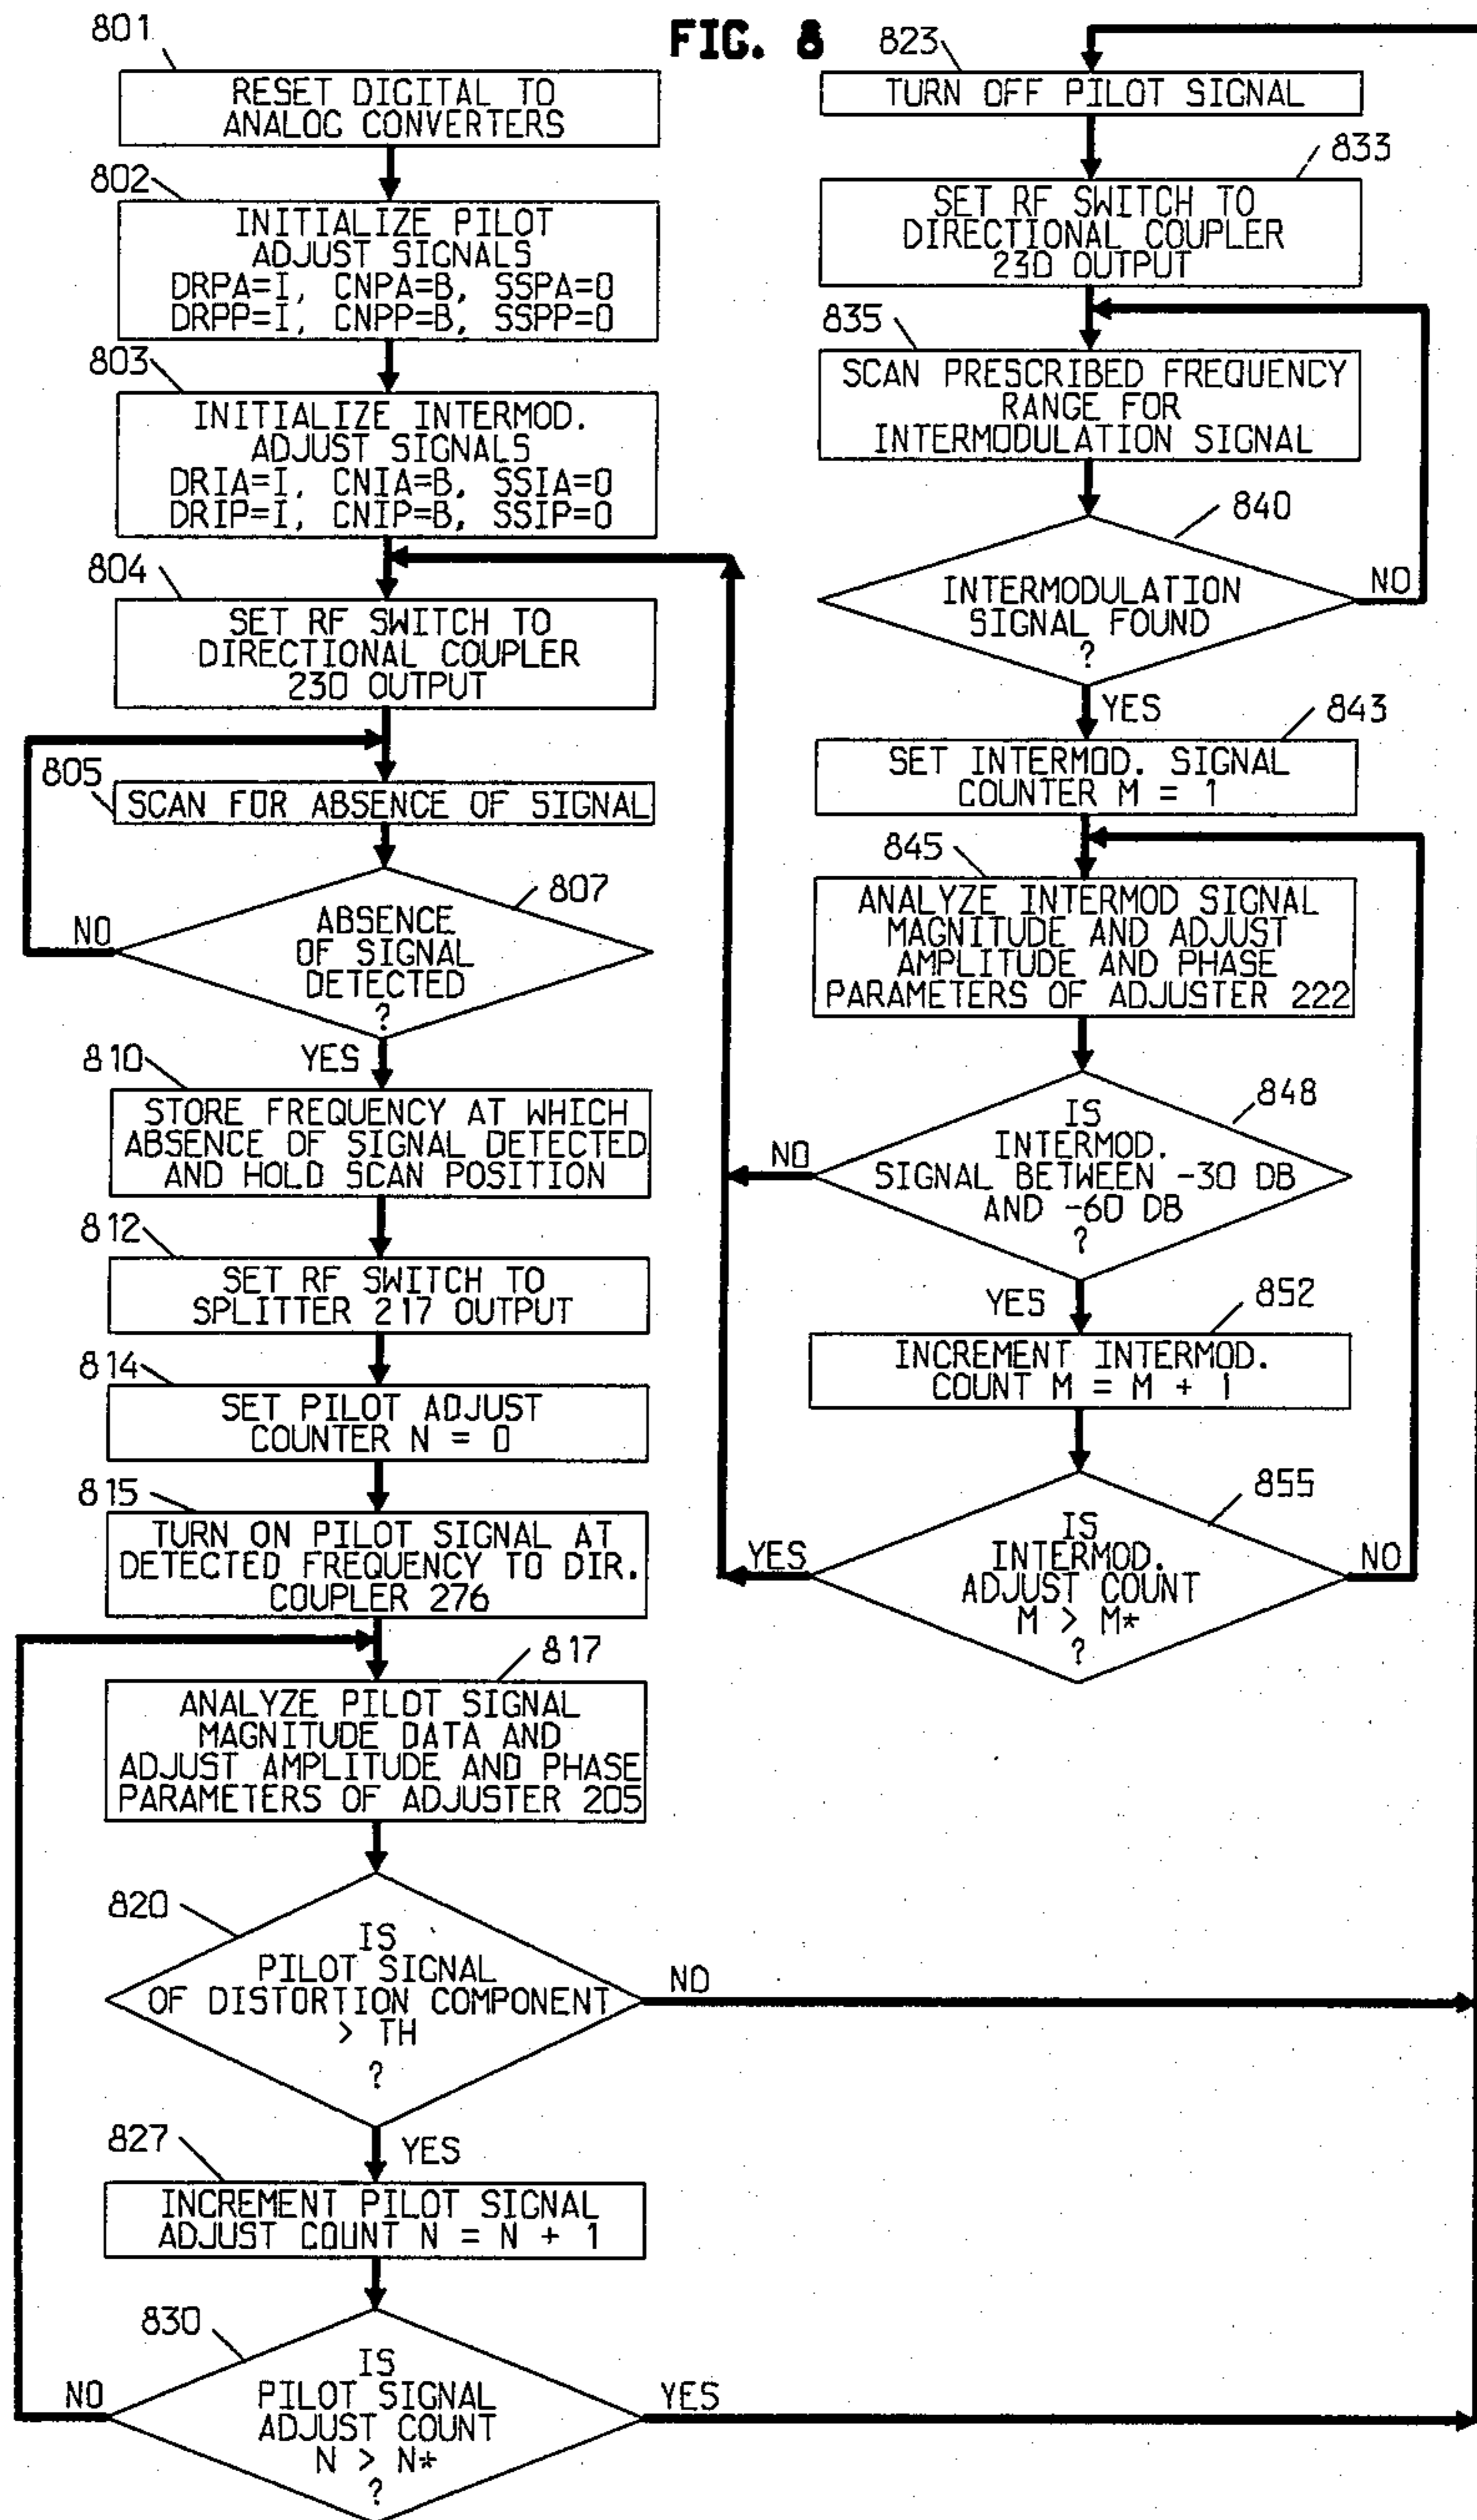 FIG. 8
801
RESET DIGITAL TO
ANALOG CONVERTERS
802
INITIALIZE PILOT
ADJUST SIGNALS
DRPA=I, CNPA=B, SSPA=0
DRPP=I, CNPP=B, SSPP=0
803
INITIALIZE INTERMOD.
ADJUST SIGNALS
DRIA=I, CNIA=B, SSIA=0
DRIP=I, CNIP=B, SSIP=0
804
SET RF SWITCH TO
DIRECTIONAL COUPLER
230 OUTPUT
805
SCAN FOR ABSENCE OF SIGNAL
807
ABSENCE
OF SIGNAL
DETECTED
?
NO
YES
810
STORE FREQUENCY AT WHICH
ABSENCE OF SIGNAL DETECTED
AND HOLD SCAN POSITION
812
SET RF SWITCH TO
SPLITTER 217 OUTPUT
814
SET PILOT ADJUST
COUNTER N = 0
815
TURN ON PILOT SIGNAL AT
DETECTED FREQUENCY TO DIR.
COUPLER 276
817
ANALYZE PILOT SIGNAL
MAGNITUDE DATA AND
ADJUST AMPLITUDE AND PHASE
PARAMETERS OF ADJUSTER 205
820
IS
PILOT SIGNAL
OF DISTORTION COMPONENT
> TH
?
NO
YES
827
INCREMENT PILOT SIGNAL
ADJUST COUNT N = N + 1
830
IS
PILOT SIGNAL
ADJUST COUNT
N > N*
?
NO
YES
823
TURN OFF PILOT SIGNAL
833
SET RF SWITCH TO
DIRECTIONAL COUPLER
230 OUTPUT
835
SCAN PRESCRIBED FREQUENCY
RANGE FOR
INTERMODULATION SIGNAL
840
INTERMODULATION
SIGNAL FOUND
?
NO
YES
843
SET INTERMOD. SIGNAL
COUNTER M = 1
845
ANALYZE INTERMOD SIGNAL
MAGNITUDE AND ADJUST
AMPLITUDE AND PHASE
PARAMETERS OF ADJUSTER 222
848
IS
INTERMOD.
SIGNAL BETWEEN -30 DB
AND -60 DB
?
NO
YES
852
INCREMENT INTERMOD.
COUNT M = M + 1
855
IS
INTERMOD.
ADJUST COUNT
M > M*
?
YES
NO